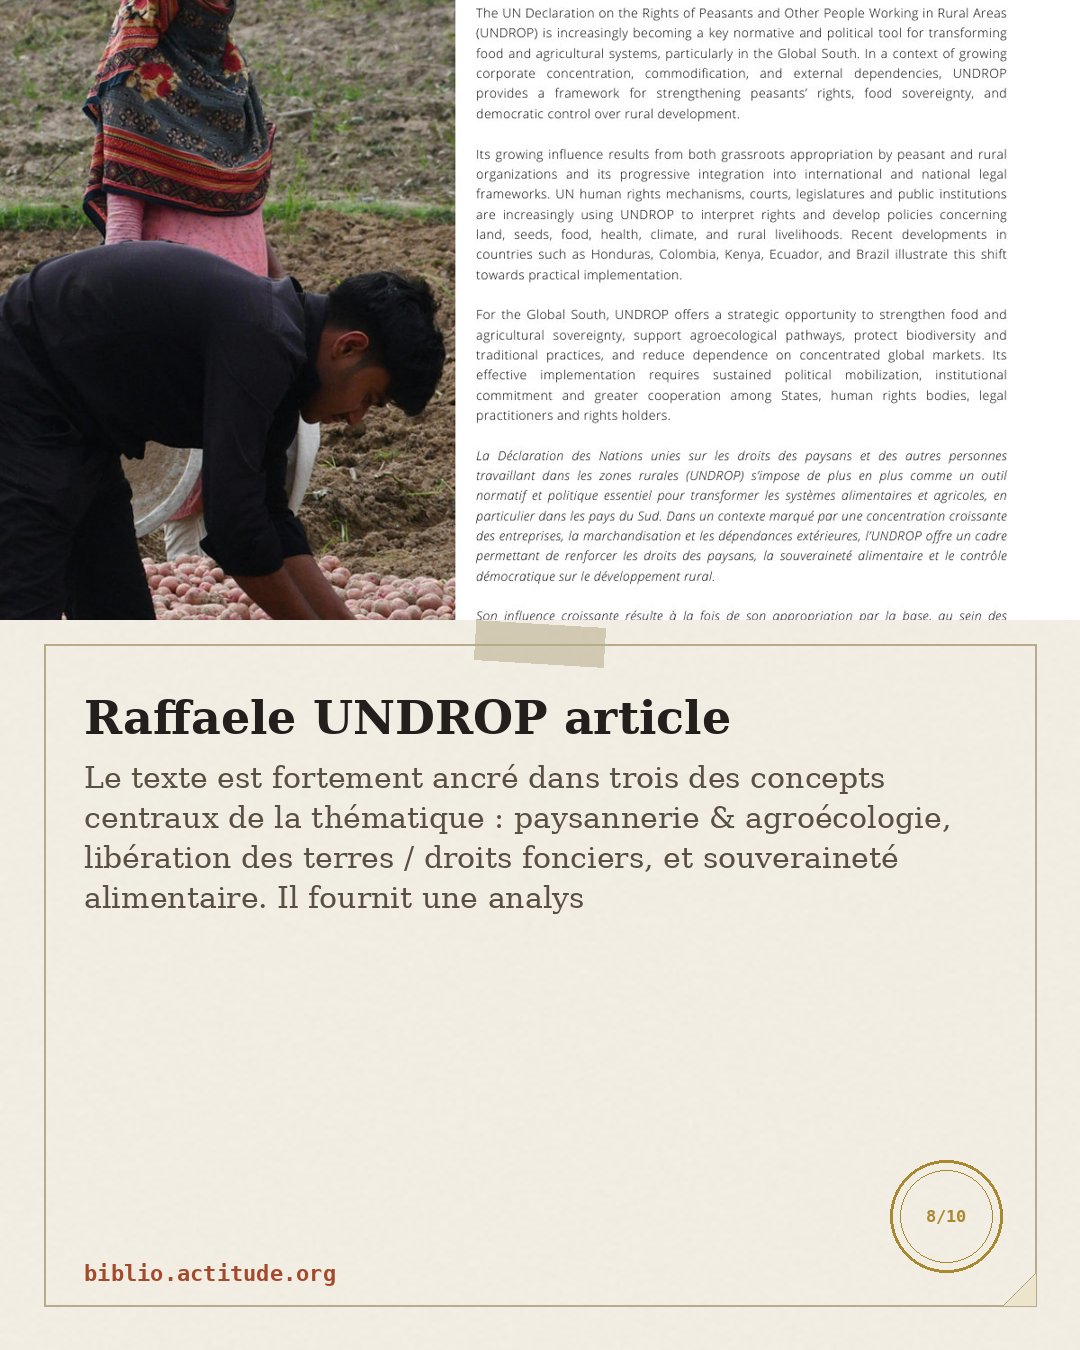 The UN Declaration on the Rights of Peasants and Other People Working in Rural Areas
(UNDROP) is increasingly becoming a key normative and political tool for transforming
food and agricultural systems, particularly in the Global South. In a context of growing
corporate concentration, commodification, and external dependencies, UNDROP
provides a framework for strengthening peasants’ rights, food sovereignty, and
democratic control over rural development.
Its growing influence results from both grassroots appropriation by peasant and rural
organizations and its progressive integration into international and national legal
frameworks. UN human rights mechanisms, courts, legislatures and public institutions
are increasingly using UNDROP to interpret rights and develop policies concerning
land, seeds, food, health, climate, and rural livelihoods. Recent developments in
countries such as Honduras, Colombia, Kenya, Ecuador, and Brazil illustrate this shift
towards practical implementation.
For the Global South, UNDROP offers a strategic opportunity to strengthen food and
agricultural sovereignty, support agroecological pathways, protect biodiversity and
traditional practices, and reduce dependence on concentrated global markets. Its
effective implementation requires sustained political mobilization, institutional
commitment and greater cooperation among States, human rights bodies, legal
practitioners and rights holders.
La Déclaration des Nations unies sur les droits des paysans et des autres personnes
travaillant dans les zones rurales (UNDROP) s’impose de plus en plus comme un outil
normatif et politique essentiel pour transformer les systèmes alimentaires et agricoles, en
particulier dans les pays du Sud. Dans un contexte marqué par une concentration croissante
des entreprises, la marchandisation et les dépendances extérieures, l’UNDROP offre un cadre
permettant de renforcer les droits des paysans, la souveraineté alimentaire et le contrôle
démocratique sur le développement rural.
Son influence croissante résulte à la fois de son appropriation par la base, au sein des
Raffaele UNDROP article
Le texte est fortement ancré dans trois des concepts
centraux de la thématique : paysannerie & agroécologie,
libération des terres / droits fonciers, et souveraineté
alimentaire. Il fournit une analys
8/10
biblio.actitude.org